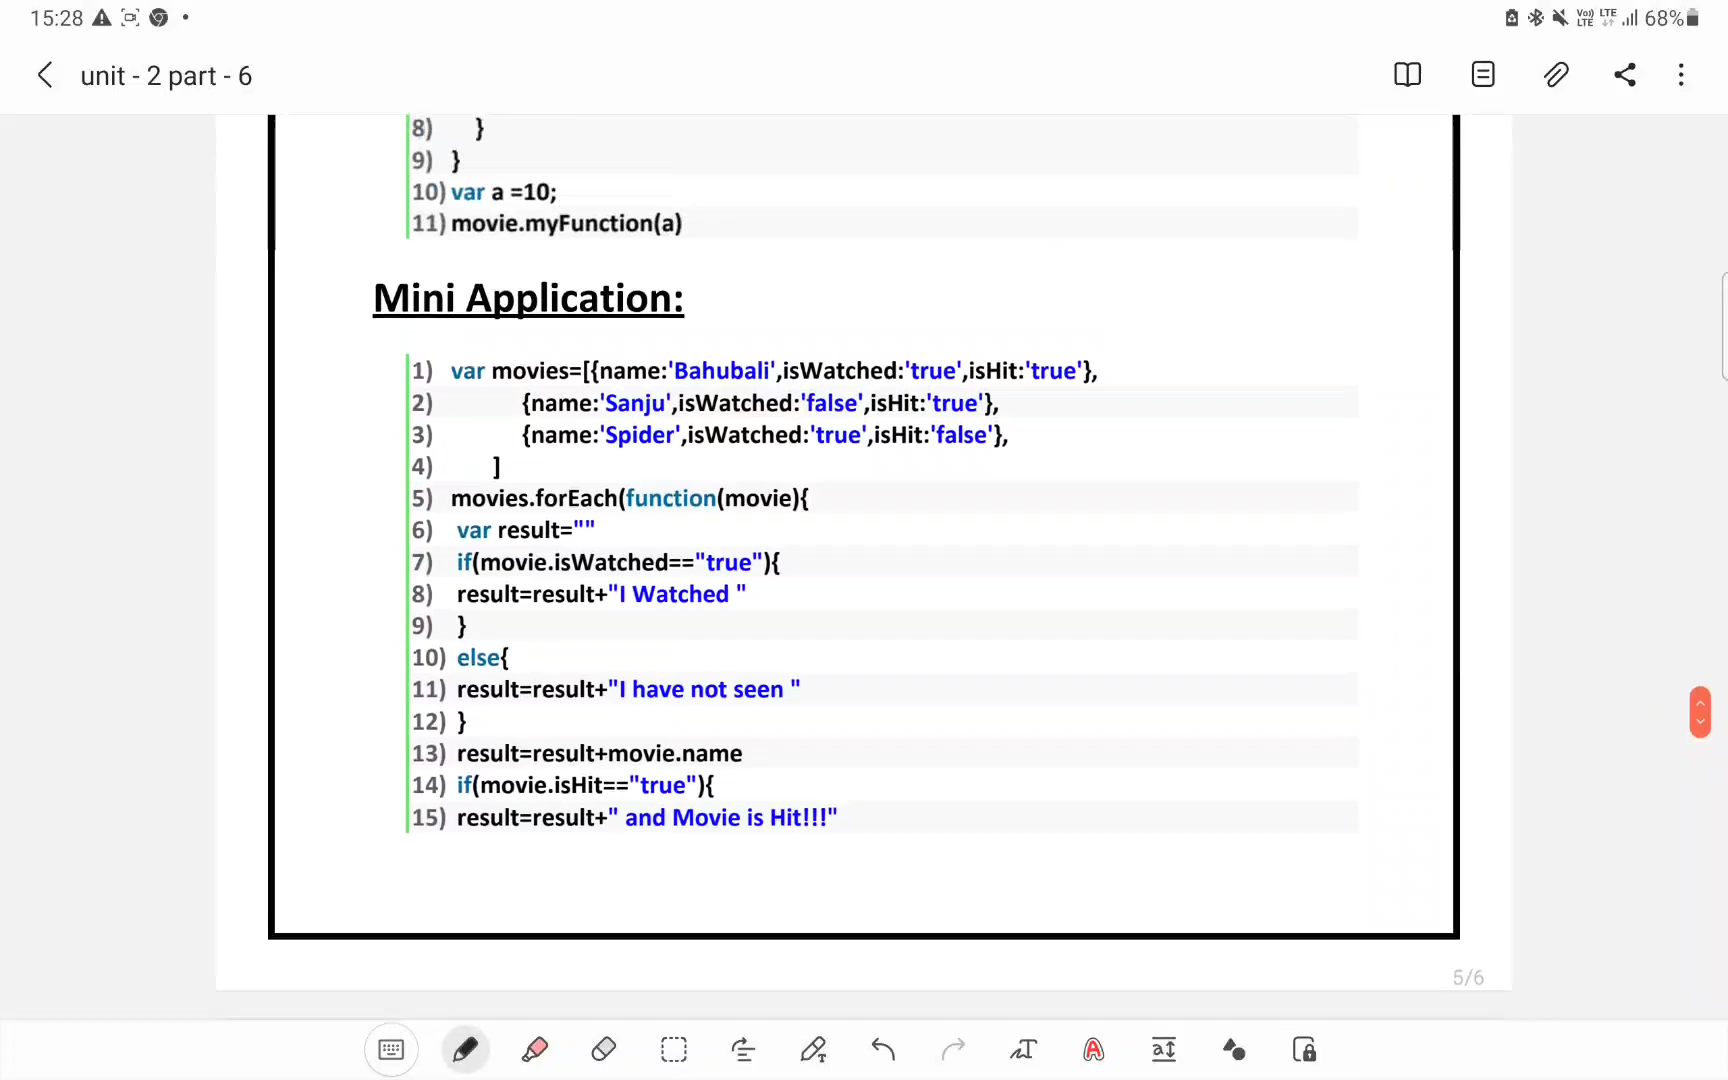 15:28
Vo)) LTE LTE 68%
unit - 2 part - 6
8) }
9) }
10) var a =10;
11) movie.myFunction(a)
Mini Application:
1) var movies=[{name:'Bahubali',isWatched:'true',isHit:'true'},
2) {name:'Sanju',isWatched:'false',isHit:'true'},
3) {name:'Spider',isWatched:'true',isHit:'false'},
4) ]
5) movies.forEach(function(movie){
6) var result=""
7) if(movie.isWatched=="true"){
8) result=result+"I Watched "
9) }
10) else{
11) result=result+"I have not seen "
12) }
13) result=result+movie.name
14) if(movie.isHit=="true"){
15) result=result+" and Movie is Hit!!!"
5/6